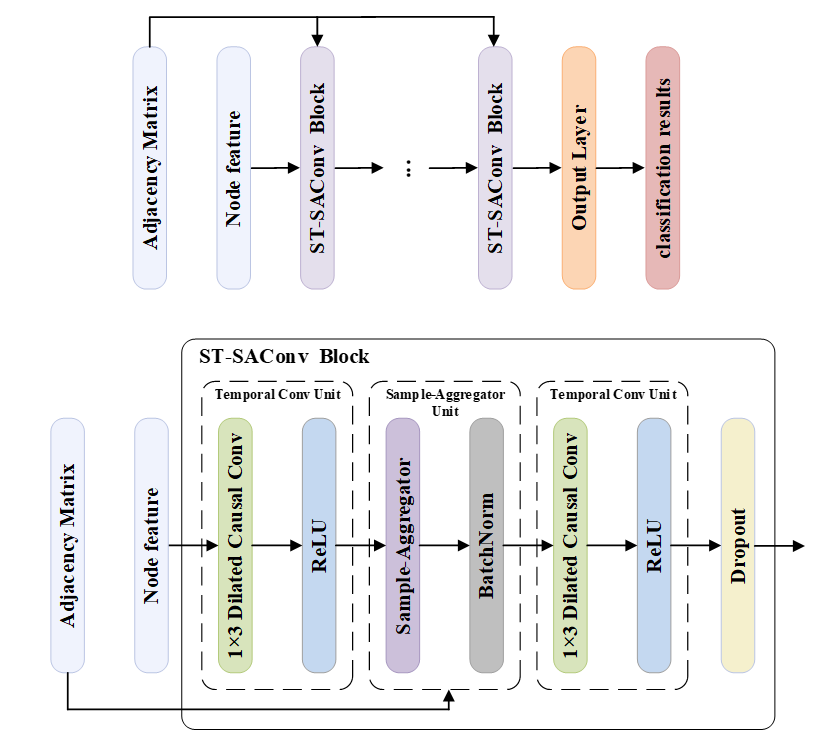 Adjacency Matrix
Node feature
ST-SAConv Block
...
ST-SAConv Block
Output Layer
classification results
ST-SAConv Block
Temporal Conv Unit
Sample-Aggregator
Unit
Temporal Conv Unit
Adjacency Matrix
Node feature
1×3 Dilated Causal Conv
ReLU
Sample-Aggregator
BatchNorm
1×3 Dilated Causal Conv
ReLU
Dropout